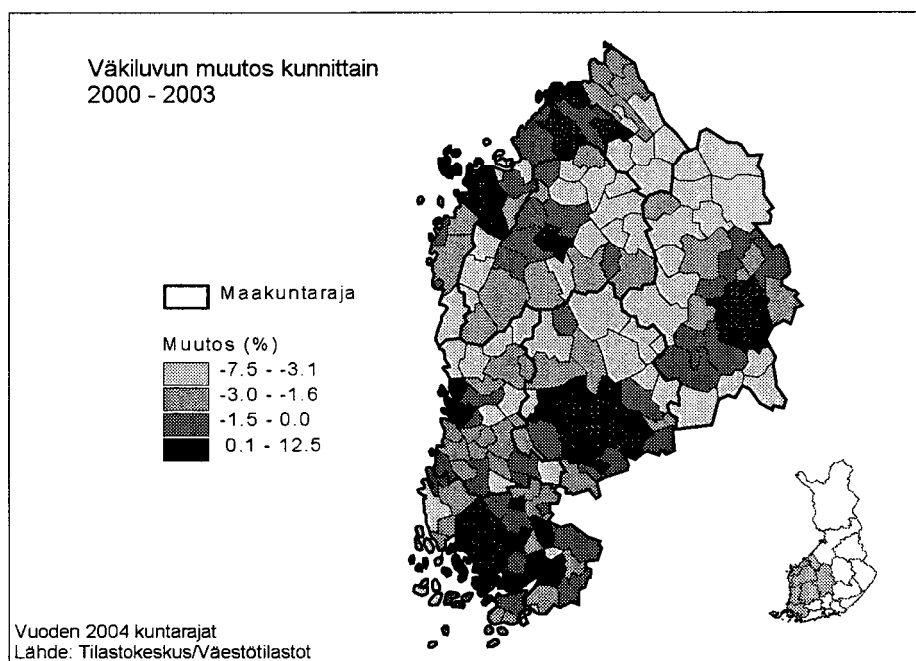 Väkiluvun muutos kunnittain
2000 - 2003
Maakuntaraja
Muutos (%)
-7.5 - -3.1
-3.0 - -1.6
-1.5 - 0.0
0.1 - 12.5
Vuoden 2004 kuntarajat
Lähde: Tilastokeskus/Väestötilastot